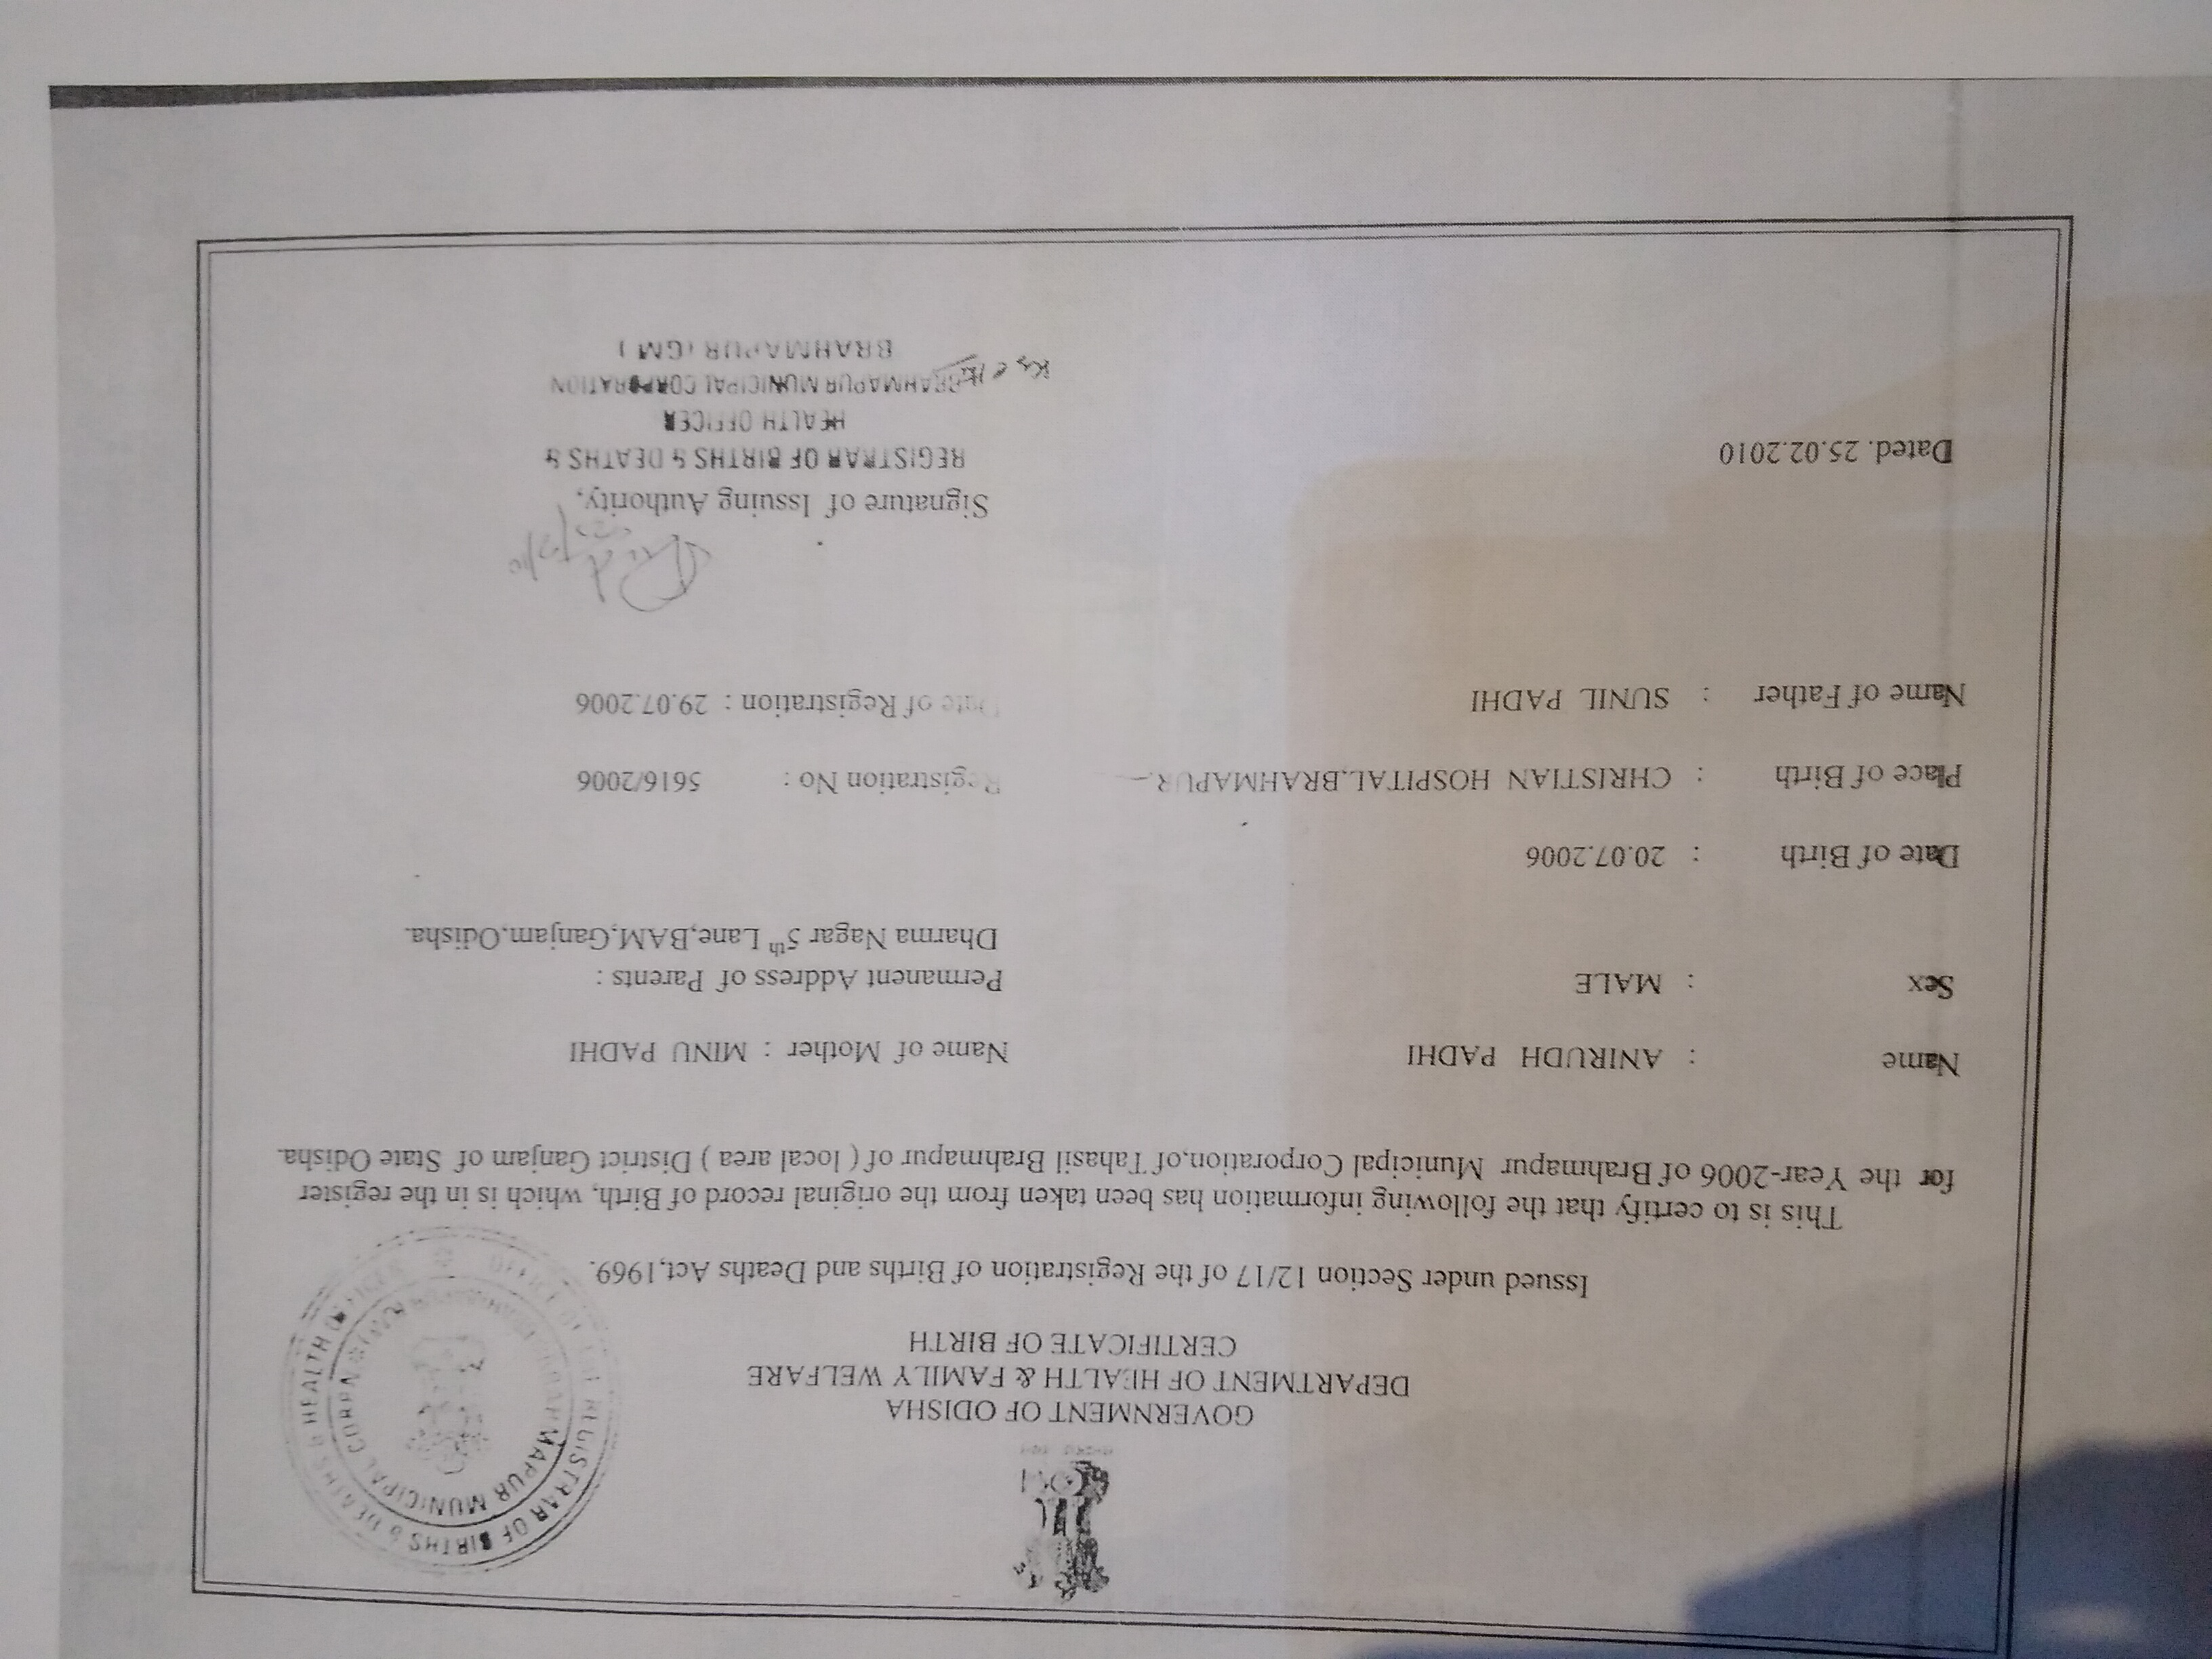 GOVERNMENT OF ODISHA
DEPARTMENT OF HEALTH & FAMILY WELFARE
CERTIFICATE OF BIRTH
REGISTRAR OF BIRTHS & DEATHS & HEALTH
MUNICIPAL
Issued under Section 12/17 of the Registration of Births and Deaths Act,1969.
This is to certify that the following information has been taken from the original record of Birth, which is in the register
for the Year-2006 of Brahmapur Municipal Corporation,of Tahasil Brahmapur of ( local area ) District Ganjam of State Odisha.
Name : ANIRUDH PADHI
Name of Mother : MINU PADHI
Sex : MALE
Permanent Address of Parents :
Dharma Nagar 5th Lane,BAM,Ganjam,Odisha.
Date of Birth : 20.07.2006
Place of Birth : CHRISTIAN HOSPITAL,BRAHMAPUR.
Registration No : 5616/2006
Name of Father : SUNIL PADHI
Date of Registration : 29.07.2006
Dated. 25.02.2010
Signature of Issuing Authority,
REGISTRAR OF BIRTHS & DEATHS &
HEALTH OFFICER
BRAHMAPUR MUNICIPAL CORPORATION
BRAHMAPUR (GM)